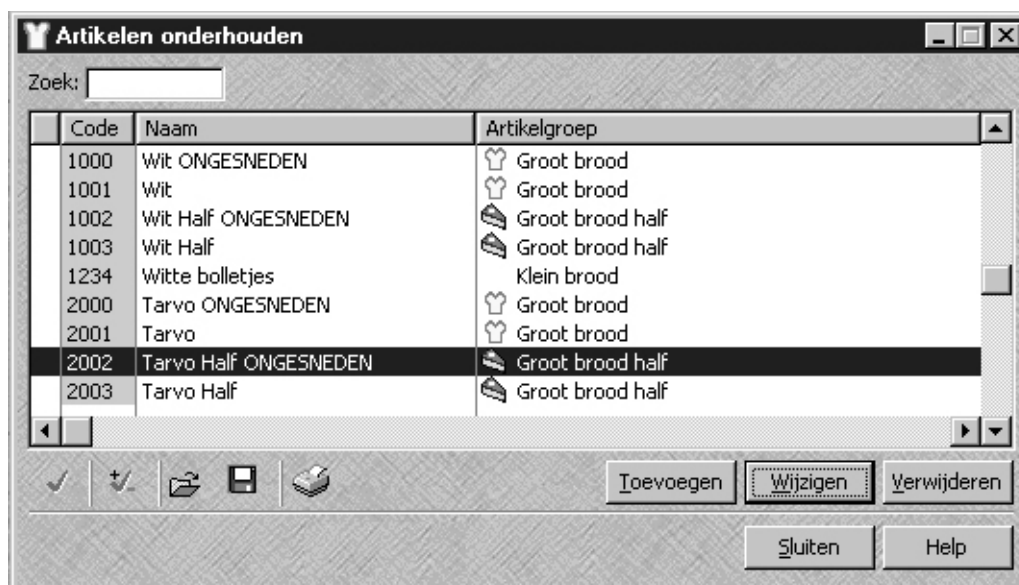 Artikelen onderhouden
Zoek:
Code Naam Artikelgroep
1000 Wit ONGESNEDEN Groot brood
1001 Wit Groot brood
1002 Wit Half ONGESNEDEN Groot brood half
1003 Wit Half Groot brood half
1234 Witte bolletjes Klein brood
2000 Tarvo ONGESNEDEN Groot brood
2001 Tarvo Groot brood
2002 Tarvo Half ONGESNEDEN Groot brood half
2003 Tarvo Half Groot brood half
Toevoegen Wijzigen Verwijderen
Sluiten Help